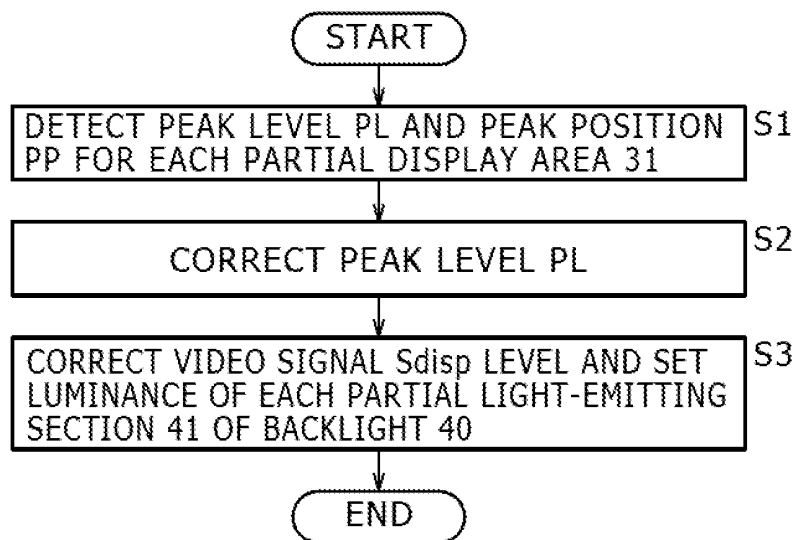 START
DETECT PEAK LEVEL PL AND PEAK POSITION
PP FOR EACH PARTIAL DISPLAY AREA 31
S1
CORRECT PEAK LEVEL PL
S2
CORRECT VIDEO SIGNAL Sdisp LEVEL AND SET
LUMINANCE OF EACH PARTIAL LIGHT-EMITTING
SECTION 41 OF BACKLIGHT 40
S3
END